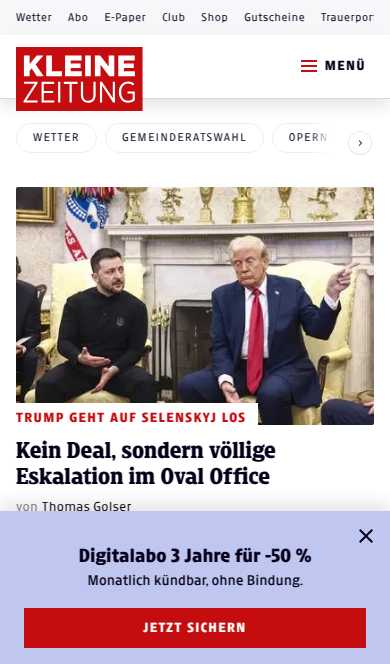 Wetter Abo E-Paper Club Shop Gutscheine
KLEINE
ZEITUNG
MENÜ
WETTER GEMEINDERATSWAHL OPERN
TRUMP GEHT AUF SELENSKYJ LOS
Kein Deal, sondern völlige
Eskalation im Oval Office
von Thomas Golser
Digitalabo 3 Jahre für -50 %
Monatlich kündbar, ohne Bindung.
JETZT SICHERN